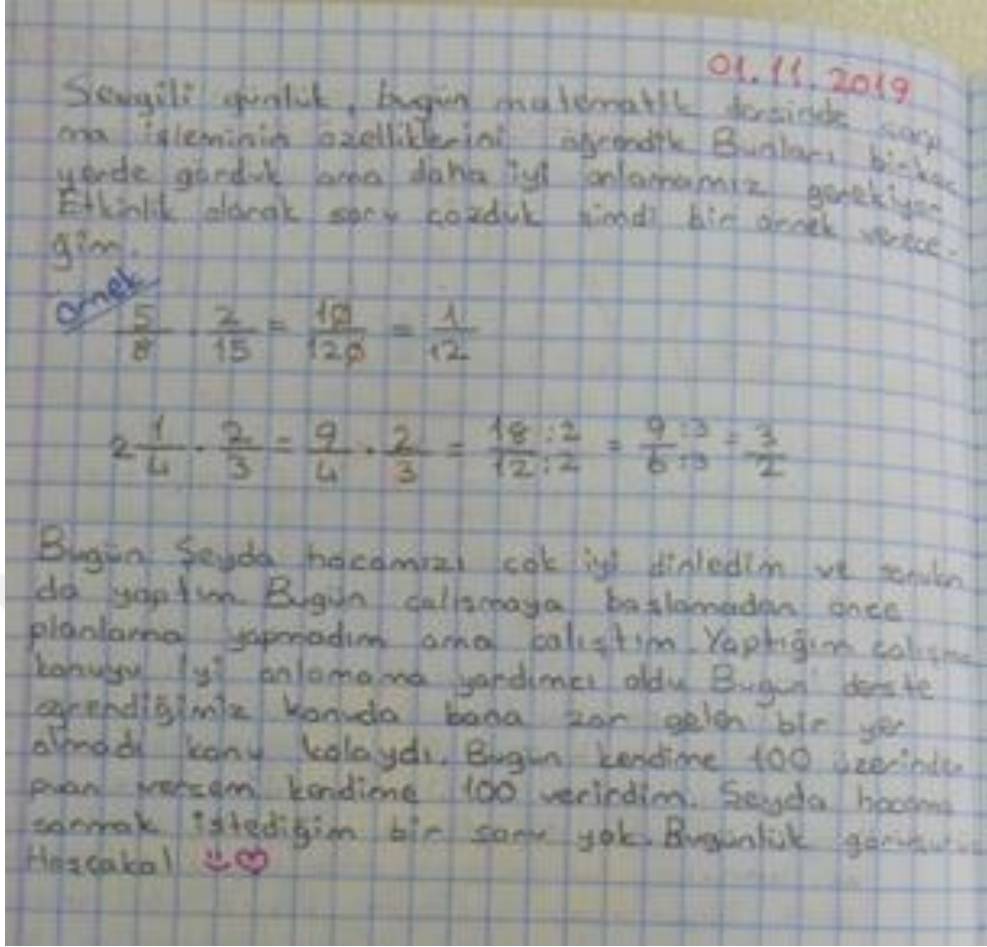 01.11.2019
Sevgili günlük, bugün matematik dersinde çarp
ma işleminin özelliklerini öğrendik Bunları birkaç
yerde gördük ama daha iyi anlamamız gerekiyor
Etkinlik olarak soru çözdük şimdi bir örnek verece-
ğim.
örnek
5/8 · 2/15 = 10/120 = 1/12
2 1/4 · 2/3 = 9/4 · 2/3 = 18:2/12:2 = 9:3/6:3 = 3/2
Bugün Şeyda hocamızı çok iyi dinledim ve
da yaptım Bugün çalışmaya başlamadan önce
planlama yapmadım ama çalıştım. Yaptığım çalışma
konuyu iyi anlamama yardımcı oldu Bugün derste
öğrendiğimiz konuda bana zor gelen bir yer
olmadı konu kolaydı. Bugün kendime 100 üzerinden
puan versem kendime 100 verirdim. Şeyda hocama
sormak istediğim bir soru yok. Bugünlük görüşürüz
Hoşçakal